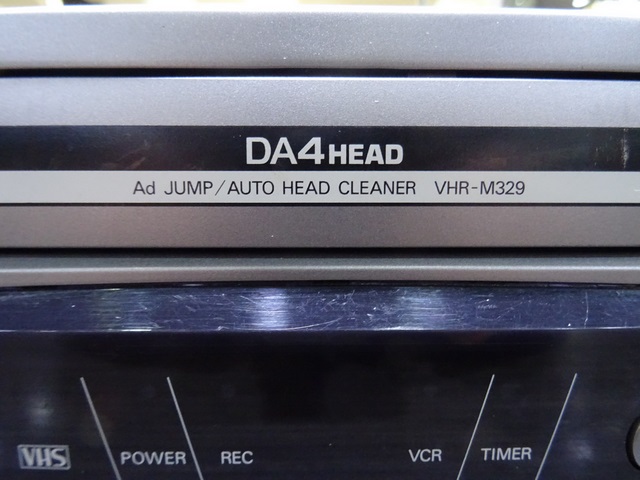 DA4HEAD
Ad JUMP/AUTO HEAD CLEANER VHR-M329
VHS POWER REC VCR TIMER